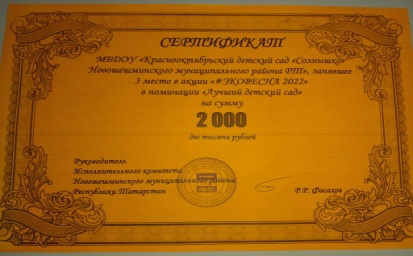 СЕРТИФИКАТ
МБДОУ «Краснооктябрьский детский сад «Солнышко»
Новошешминского муниципального района РТ», занявшее
3 место в акции «#ЭКОВЕСНА 2022»
в номинации «Лучший детский сад»
на сумму
2 000
две тысячи рублей
Руководитель
Исполнительного комитета
Новошешминского муниципального района
Республики Татарстан
Р.Р. Фасахов